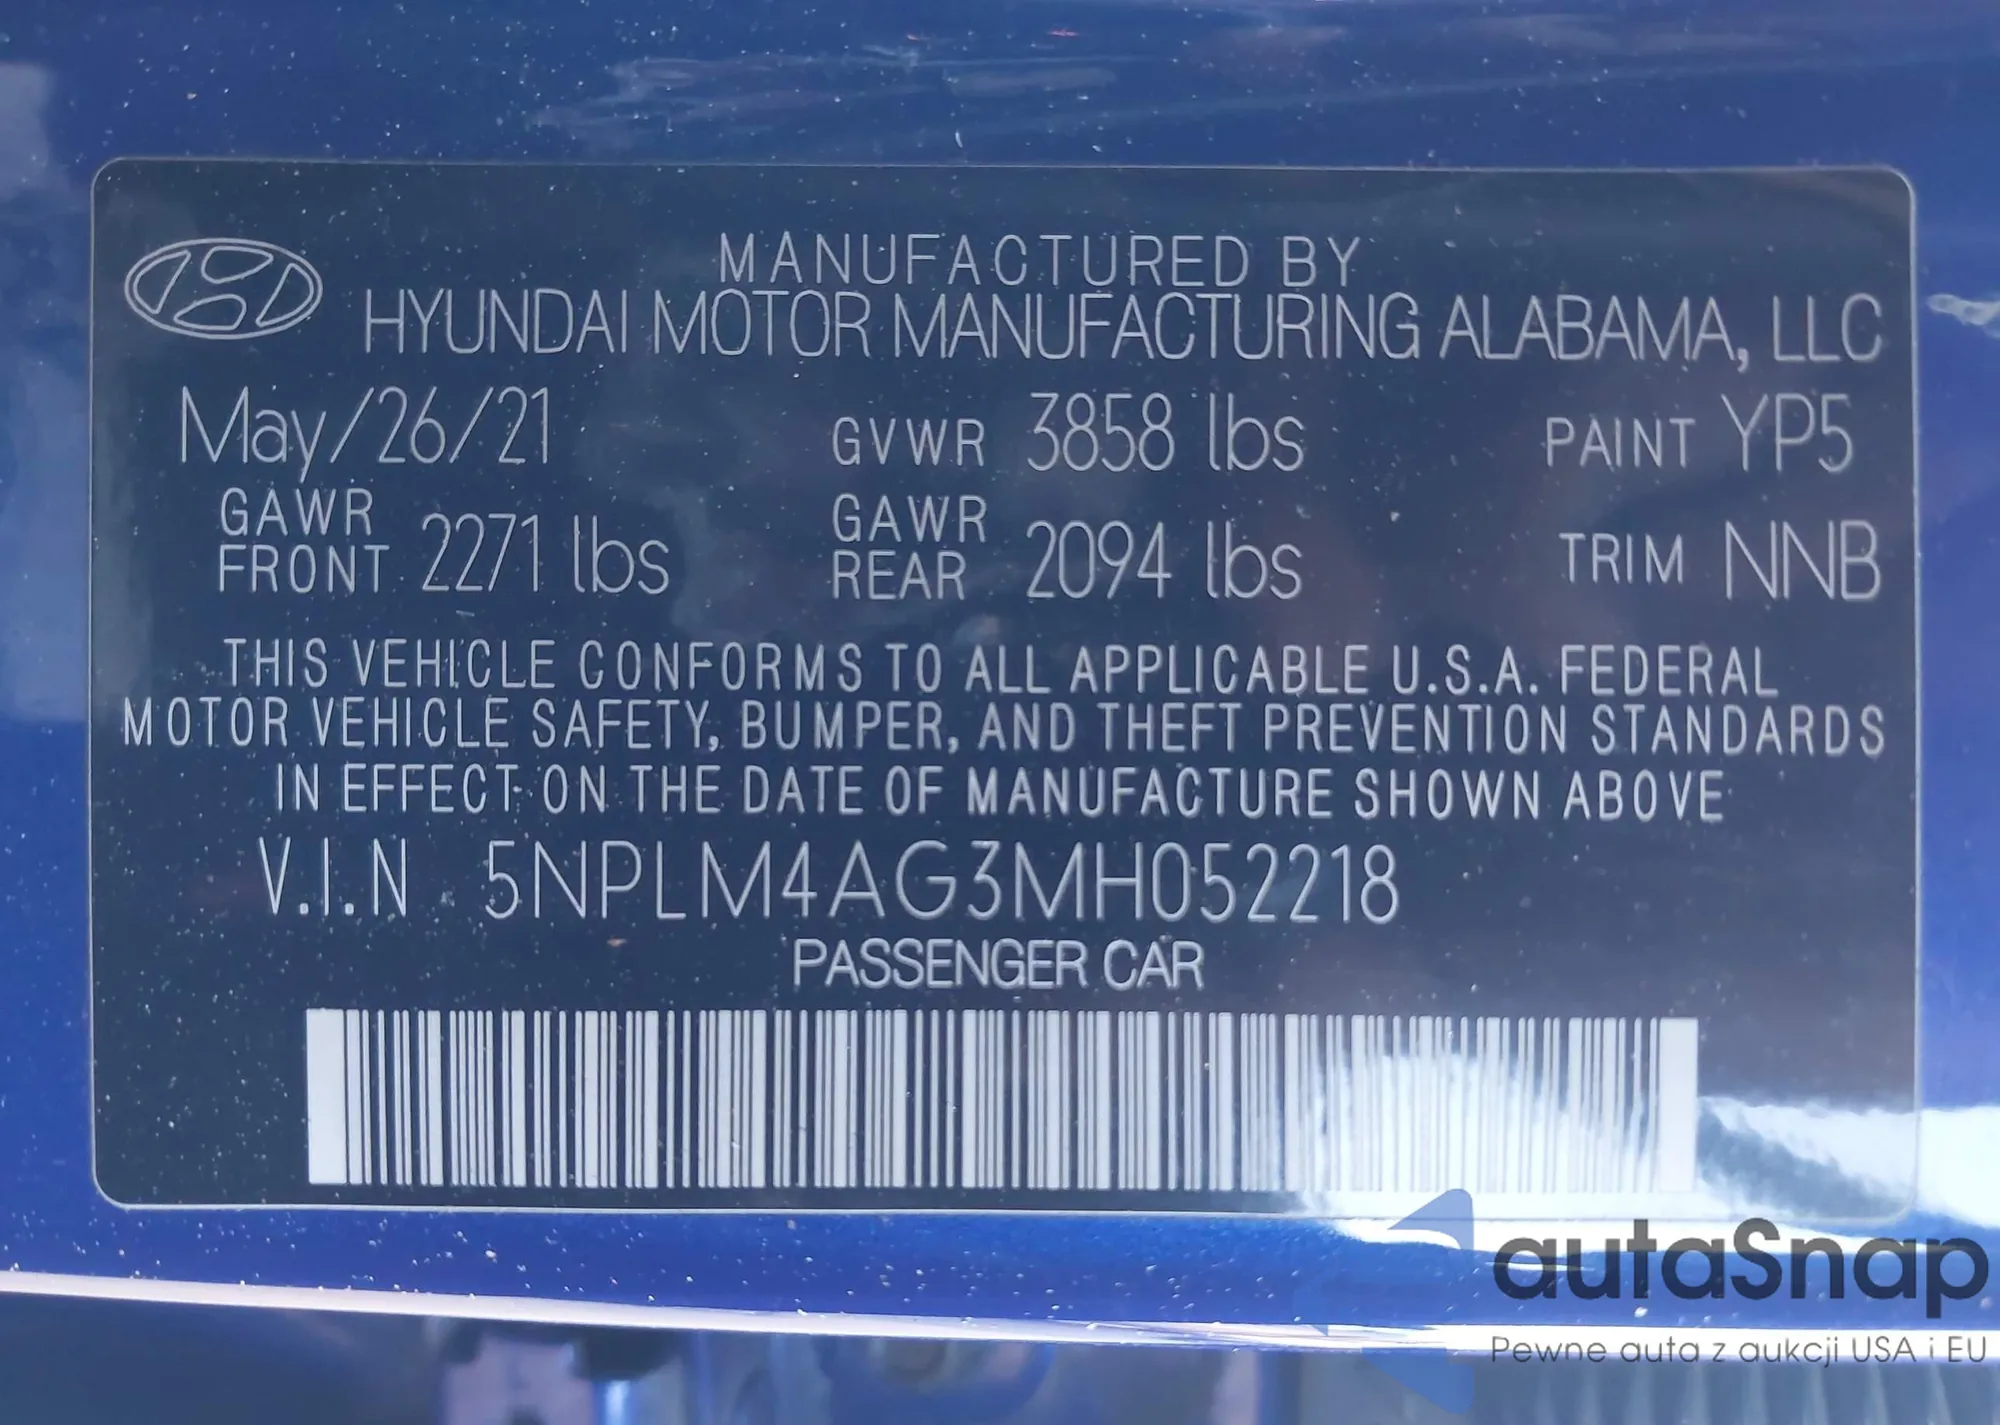 MANUFACTURED BY
HYUNDAI MOTOR MANUFACTURING ALABAMA, LLC
May/26/21 GVWR 3858 lbs PAINT YP5
GAWR FRONT 2271 lbs GAWR REAR 2094 lbs TRIM NNB
THIS VEHICLE CONFORMS TO ALL APPLICABLE U.S.A. FEDERAL
MOTOR VEHICLE SAFETY, BUMPER, AND THEFT PREVENTION STANDARDS
IN EFFECT ON THE DATE OF MANUFACTURE SHOWN ABOVE
V.I.N 5NPLM4AG3MH052218
PASSENGER CAR
autaSnap
Pewne auta z aukcji USA i EU